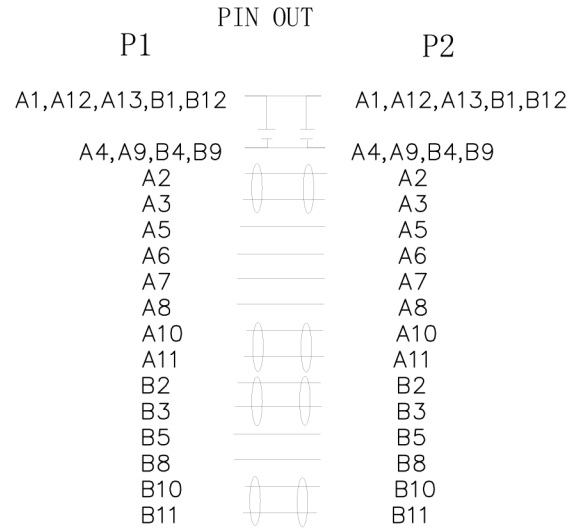 PIN OUT
P1 P2
A1,A12,A13,B1,B12 A1,A12,A13,B1,B12
A4,A9,B4,B9 A4,A9,B4,B9
A2 A2
A3 A3
A5 A5
A6 A6
A7 A7
A8 A8
A10 A10
A11 A11
B2 B2
B3 B3
B5 B5
B8 B8
B10 B10
B11 B11